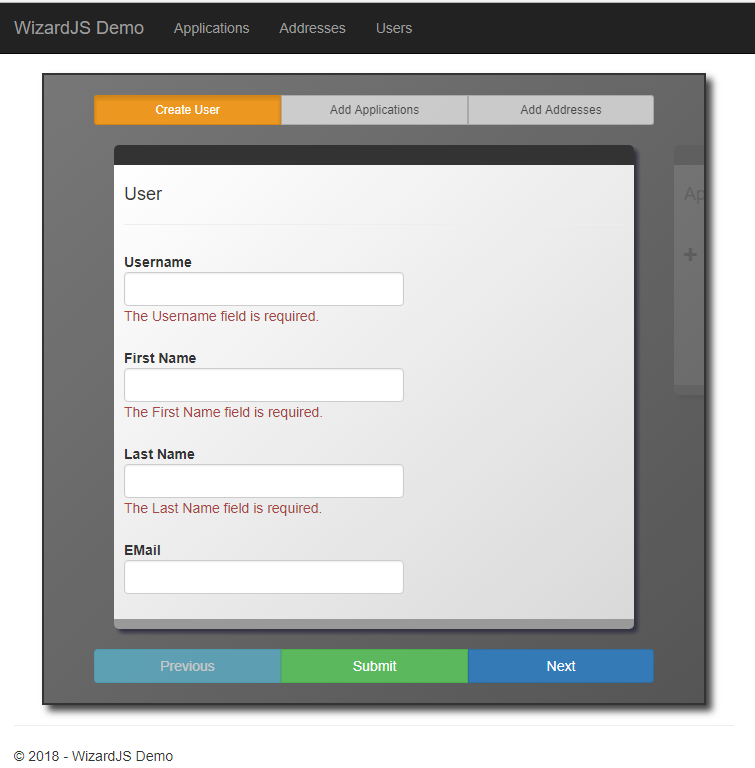 WizardJS Demo Applications Addresses Users
Create User Add Applications Add Addresses
User
Ap
Username
The Username field is required.
First Name
The First Name field is required.
Last Name
The Last Name field is required.
EMail
Previous Submit Next
© 2018 - WizardJS Demo